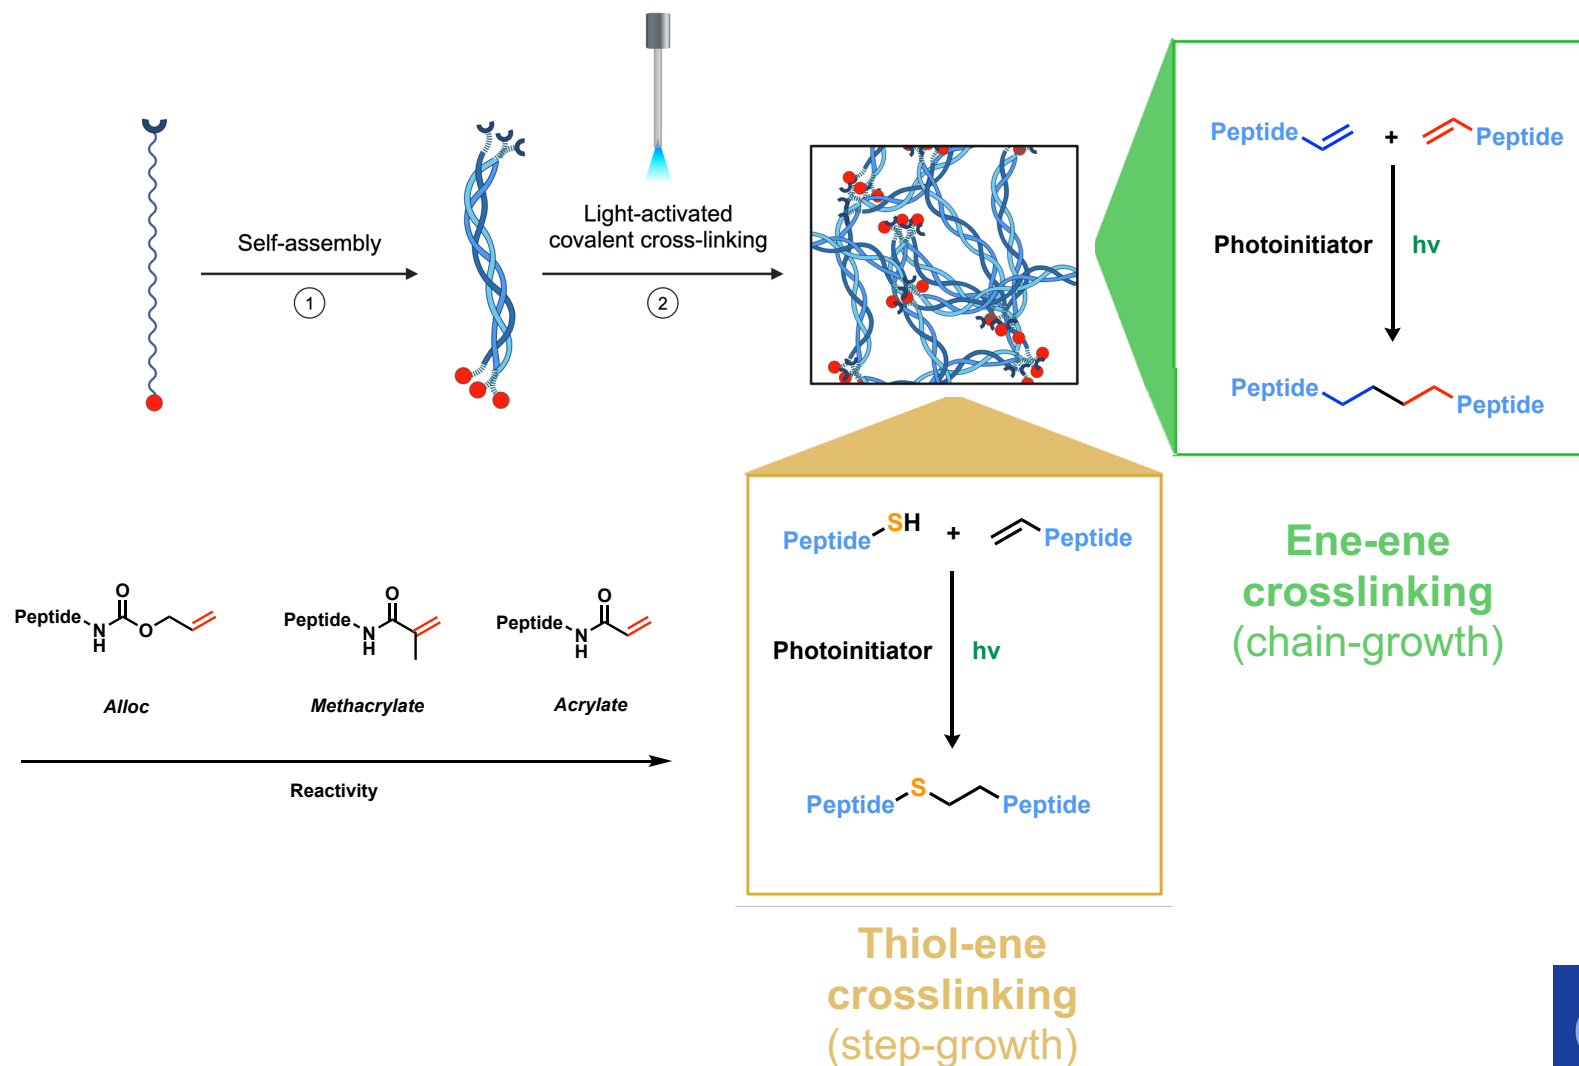 Self-assembly
1
Light-activated
covalent cross-linking
2
Peptide + Peptide
Photoinitiator hv
Peptide Peptide
Ene-ene
crosslinking
(chain-growth)
Peptide N H O O
Alloc
Peptide N H O
Methacrylate
Peptide N H O
Acrylate
Reactivity
Peptide SH + Peptide
Photoinitiator hv
Peptide S Peptide
Thiol-ene
crosslinking
(step-growth)